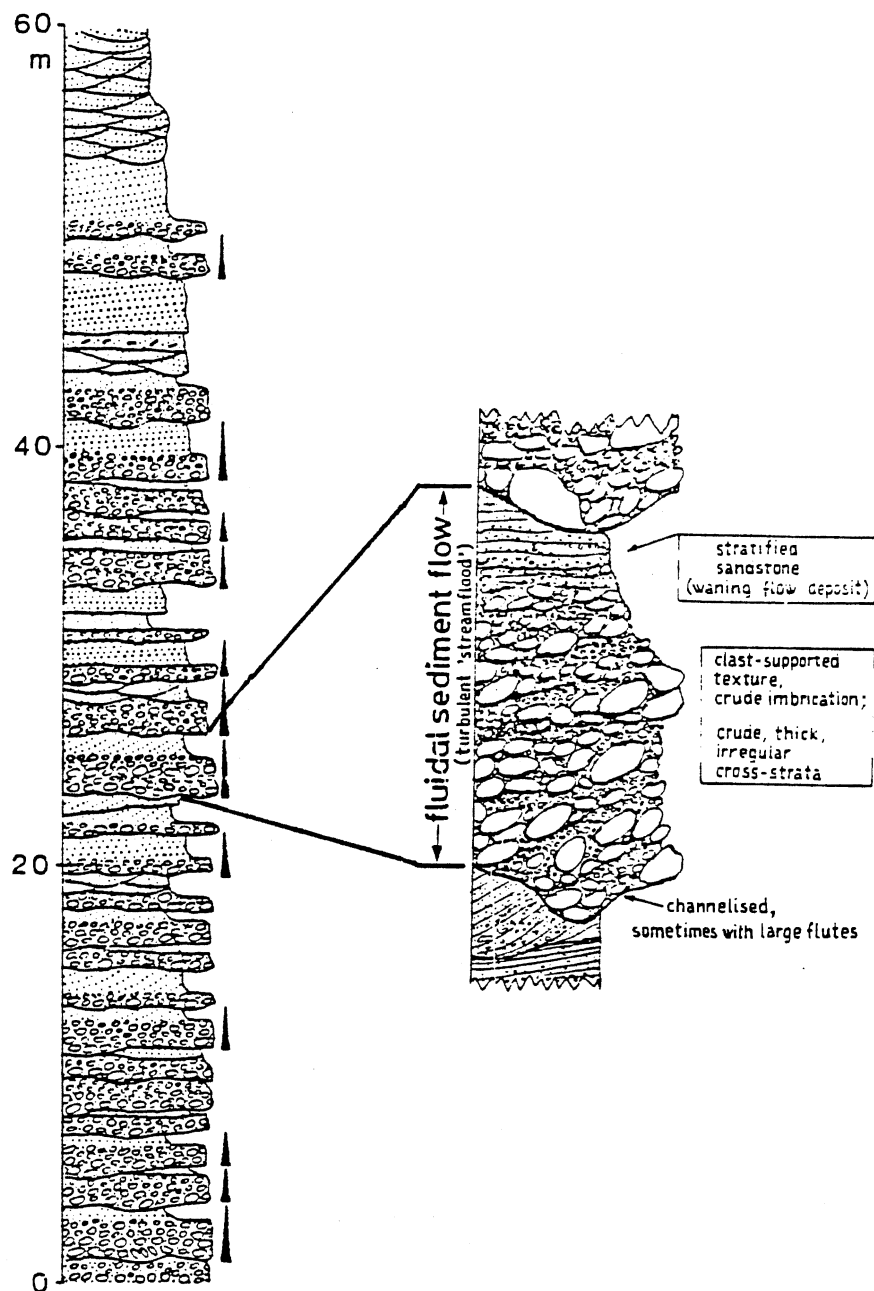 60
m
40
20
0
fluidal sediment flow
(turbulent 'streamflood')
stratified
sandstone
(waning flow deposit)
clast-supported
texture,
crude imbrication;
crude, thick,
irregular
cross-strata
channelised,
sometimes with large flutes